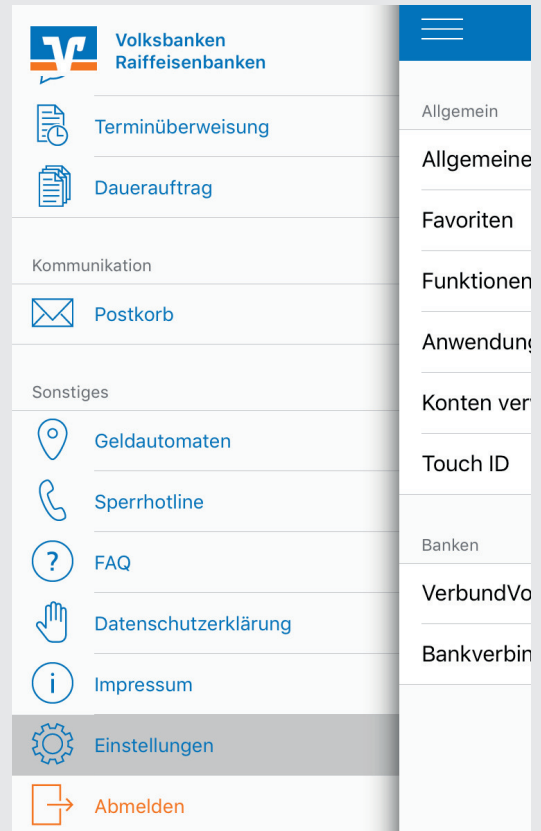 Volksbanken
Raiffeisenbanken
Terminüberweisung
Dauerauftrag
Kommunikation
Postkorb
Sonstiges
Geldautomaten
Sperrhotline
?
FAQ
Datenschutzerklärung
i
Impressum
Einstellungen
Abmelden
Allgemein
Allgemeine
Favoriten
Funktionen
Anwendung
Konten ver
Touch ID
Banken
VerbundVo
Bankverbin